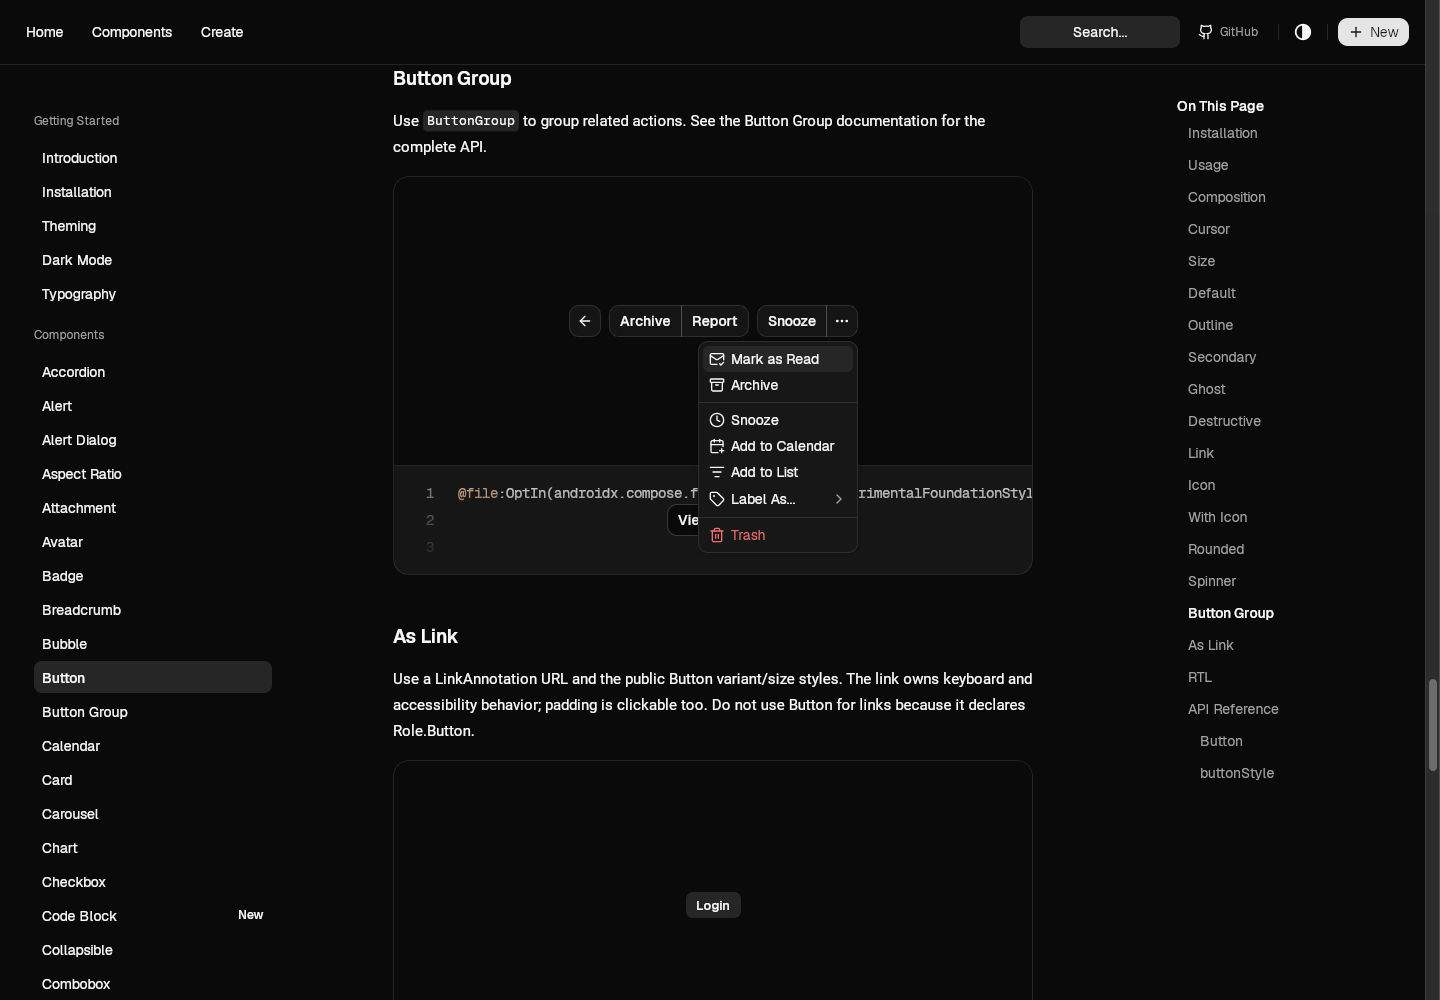 Home
Components
Create
Search...
GitHub
New
Getting Started
Introduction
Installation
Theming
Dark Mode
Typography
Components
Accordion
Alert
Alert Dialog
Aspect Ratio
Attachment
Avatar
Badge
Breadcrumb
Bubble
Button
Button Group
Calendar
Card
Carousel
Chart
Checkbox
Code Block
New
Collapsible
Combobox
Button Group
Use ButtonGroup to group related actions. See the Button Group documentation for the
complete API.
Archive
Report
Snooze
Mark as Read
Archive
Snooze
Add to Calendar
Add to List
Label As...
Trash
1 @file:OptIn(androidx.compose.f
rimentalFoundationStyl
2
Vie
3
As Link
Use a LinkAnnotation URL and the public Button variant/size styles. The link owns keyboard and
accessibility behavior; padding is clickable too. Do not use Button for links because it declares
Role.Button.
Login
On This Page
Installation
Usage
Composition
Cursor
Size
Default
Outline
Secondary
Ghost
Destructive
Link
Icon
With Icon
Rounded
Spinner
Button Group
As Link
RTL
API Reference
Button
buttonStyle